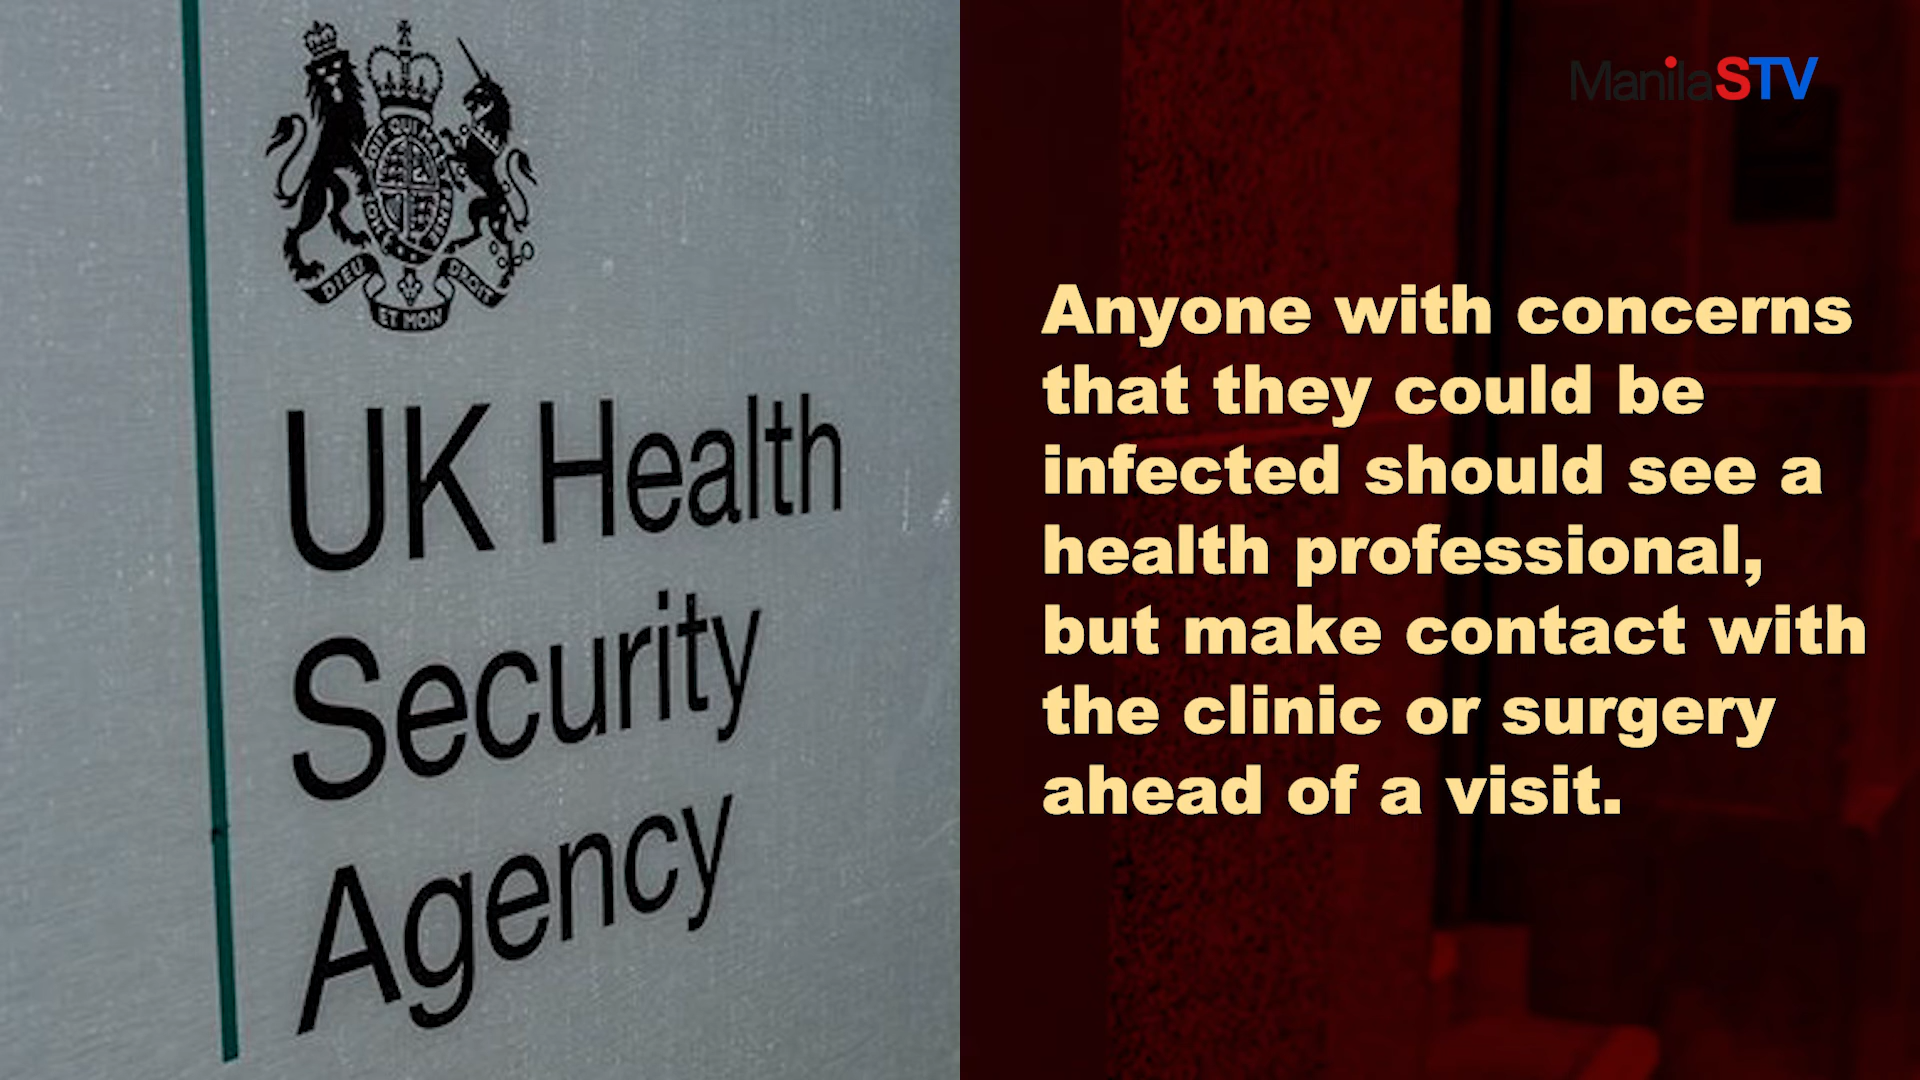 DIEU
ET MON
DROIT
UK Health
Security
Agency
ManilaSTV
Anyone with concerns
that they could be
infected should see a
health professional,
but make contact with
the clinic or surgery
ahead of a visit.